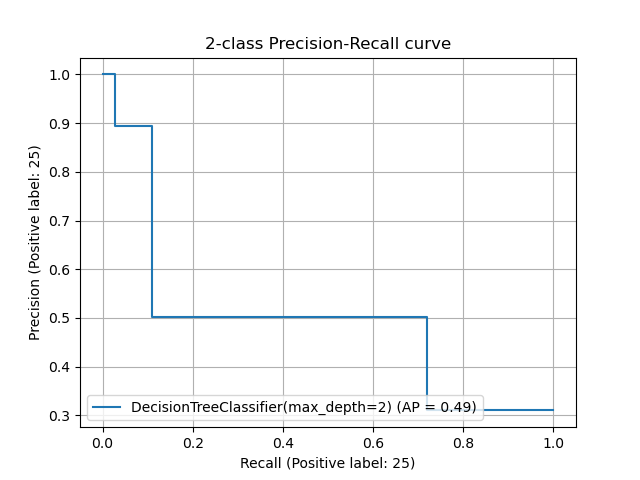 2-class Precision-Recall curve
1.0
0.9
0.8
0.7
0.6
0.5
0.4
0.3
Precision (Positive label: 25)
DecisionTreeClassifier(max_depth=2) (AP = 0.49)
0.0 0.2 0.4 0.6 0.8 1.0
Recall (Positive label: 25)